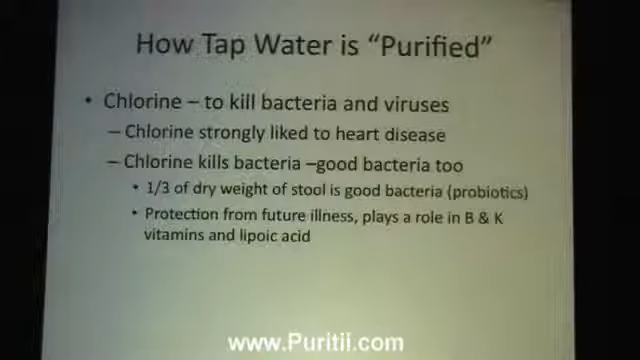 How Tap Water is “Purified”
• Chlorine – to kill bacteria and viruses
– Chlorine strongly liked to heart disease
– Chlorine kills bacteria –good bacteria too
• 1/3 of dry weight of stool is good bacteria (probiotics)
• Protection from future illness, plays a role in B & K
vitamins and lipoic acid
www.Puritii.com